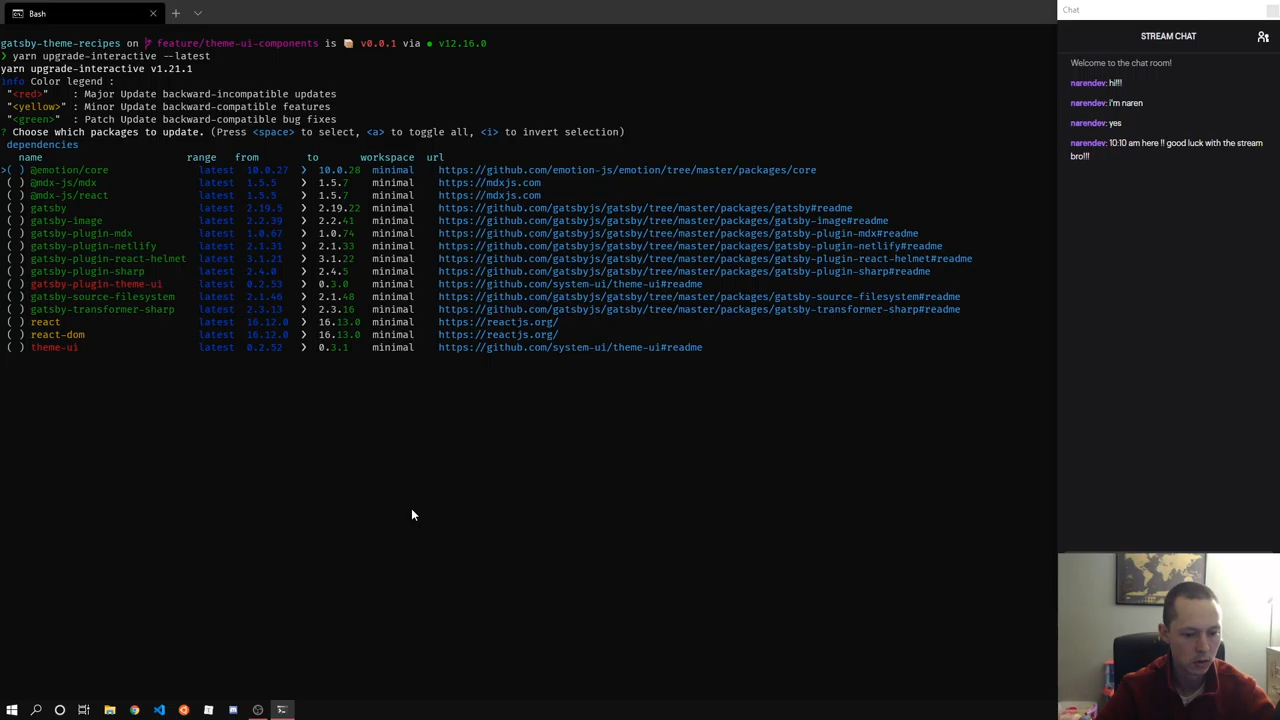 Bash
gatsby-theme-recipes on feature/theme-ui-components is v0.0.1 via v12.16.0
❯ yarn upgrade-interactive --latest
yarn upgrade-interactive v1.21.1
info Color legend :
"<red>" : Major Update backward-incompatible updates
"<yellow>" : Minor Update backward-compatible features
"<green>" : Patch Update backward-compatible bug fixes
? Choose which packages to update. (Press <space> to select, <a> to toggle all, <i> to invert selection)
dependencies
name range from to workspace url
>( ) @emotion/core latest 10.0.27 ❯ 10.0.28 minimal https://github.com/emotion-js/emotion/tree/master/packages/core
( ) @mdx-js/mdx latest 1.5.5 ❯ 1.5.7 minimal https://mdxjs.com
( ) @mdx-js/react latest 1.5.5 ❯ 1.5.7 minimal https://mdxjs.com
( ) gatsby latest 2.19.5 ❯ 2.19.22 minimal https://github.com/gatsbyjs/gatsby/tree/master/packages/gatsby#readme
( ) gatsby-image latest 2.2.39 ❯ 2.2.41 minimal https://github.com/gatsbyjs/gatsby/tree/master/packages/gatsby-image#readme
( ) gatsby-plugin-mdx latest 1.0.67 ❯ 1.0.74 minimal https://github.com/gatsbyjs/gatsby/tree/master/packages/gatsby-plugin-mdx#readme
( ) gatsby-plugin-netlify latest 2.1.31 ❯ 2.1.33 minimal https://github.com/gatsbyjs/gatsby/tree/master/packages/gatsby-plugin-netlify#readme
( ) gatsby-plugin-react-helmet latest 3.1.21 ❯ 3.1.22 minimal https://github.com/gatsbyjs/gatsby/tree/master/packages/gatsby-plugin-react-helmet#readme
( ) gatsby-plugin-sharp latest 2.4.0 ❯ 2.4.5 minimal https://github.com/gatsbyjs/gatsby/tree/master/packages/gatsby-plugin-sharp#readme
( ) gatsby-plugin-theme-ui latest 0.2.53 ❯ 0.3.0 minimal https://github.com/system-ui/theme-ui#readme
( ) gatsby-source-filesystem latest 2.1.46 ❯ 2.1.48 minimal https://github.com/gatsbyjs/gatsby/tree/master/packages/gatsby-source-filesystem#readme
( ) gatsby-transformer-sharp latest 2.3.13 ❯ 2.3.16 minimal https://github.com/gatsbyjs/gatsby/tree/master/packages/gatsby-transformer-sharp#readme
( ) react latest 16.12.0 ❯ 16.13.0 minimal https://reactjs.org/
( ) react-dom latest 16.12.0 ❯ 16.13.0 minimal https://reactjs.org/
( ) theme-ui latest 0.2.52 ❯ 0.3.1 minimal https://github.com/system-ui/theme-ui#readme
Chat
STREAM CHAT
Welcome to the chat room!
narendev: hi!!!
narendev: i'm naren
narendev: yes
narendev: 10:10 am here !! good luck with the stream
bro!!!